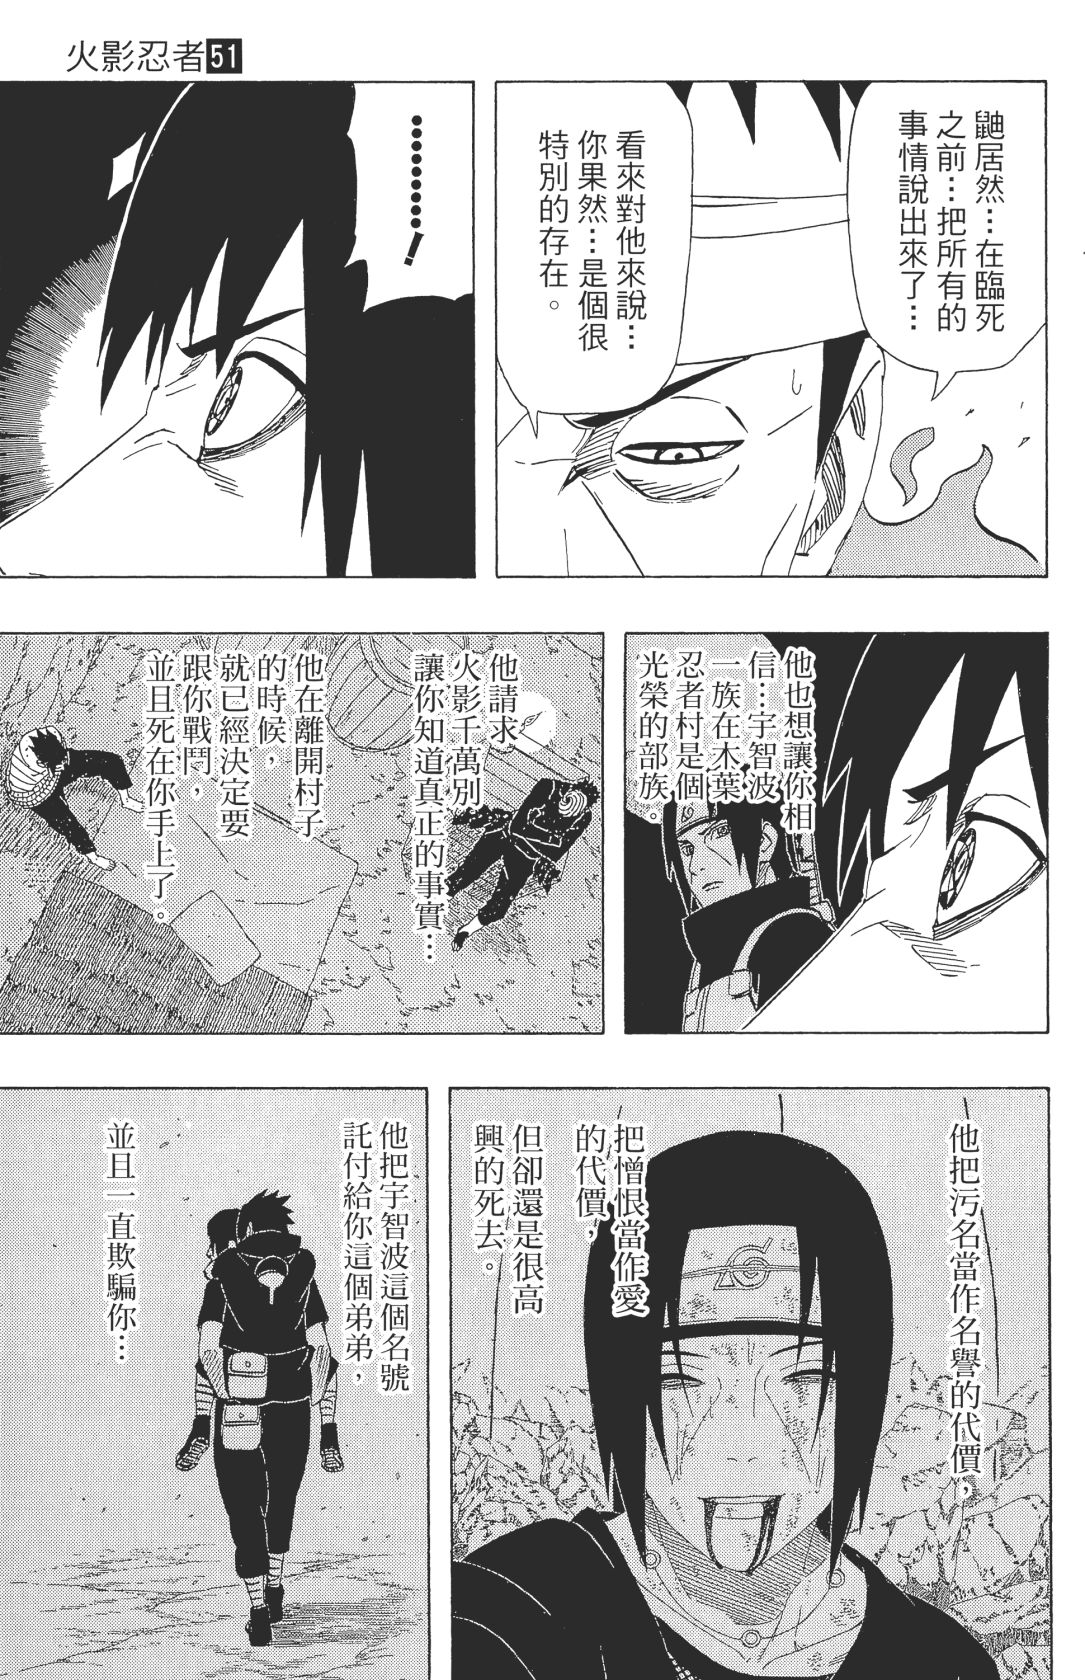 火影忍者51
鼬居然…在臨死
之前…把所有的
事情說出來了…
看來對他來說…
你果然…是個很
特別的存在。
………！
他也想讓你相
信…宇智波
一族在木葉
忍者村是個
光榮的部族。
他請求
火影千萬別
讓你知道真正的事實…
他在離開村子
的時候，
就已經決定要
跟你戰鬥，
並且死在你手上了。
他把污名當作名譽的代價，
把憎恨當作愛
的代價，
但卻還是很高
興的死去。
他把宇智波這個名號
託付給你這個弟弟，
並且一直欺騙你…